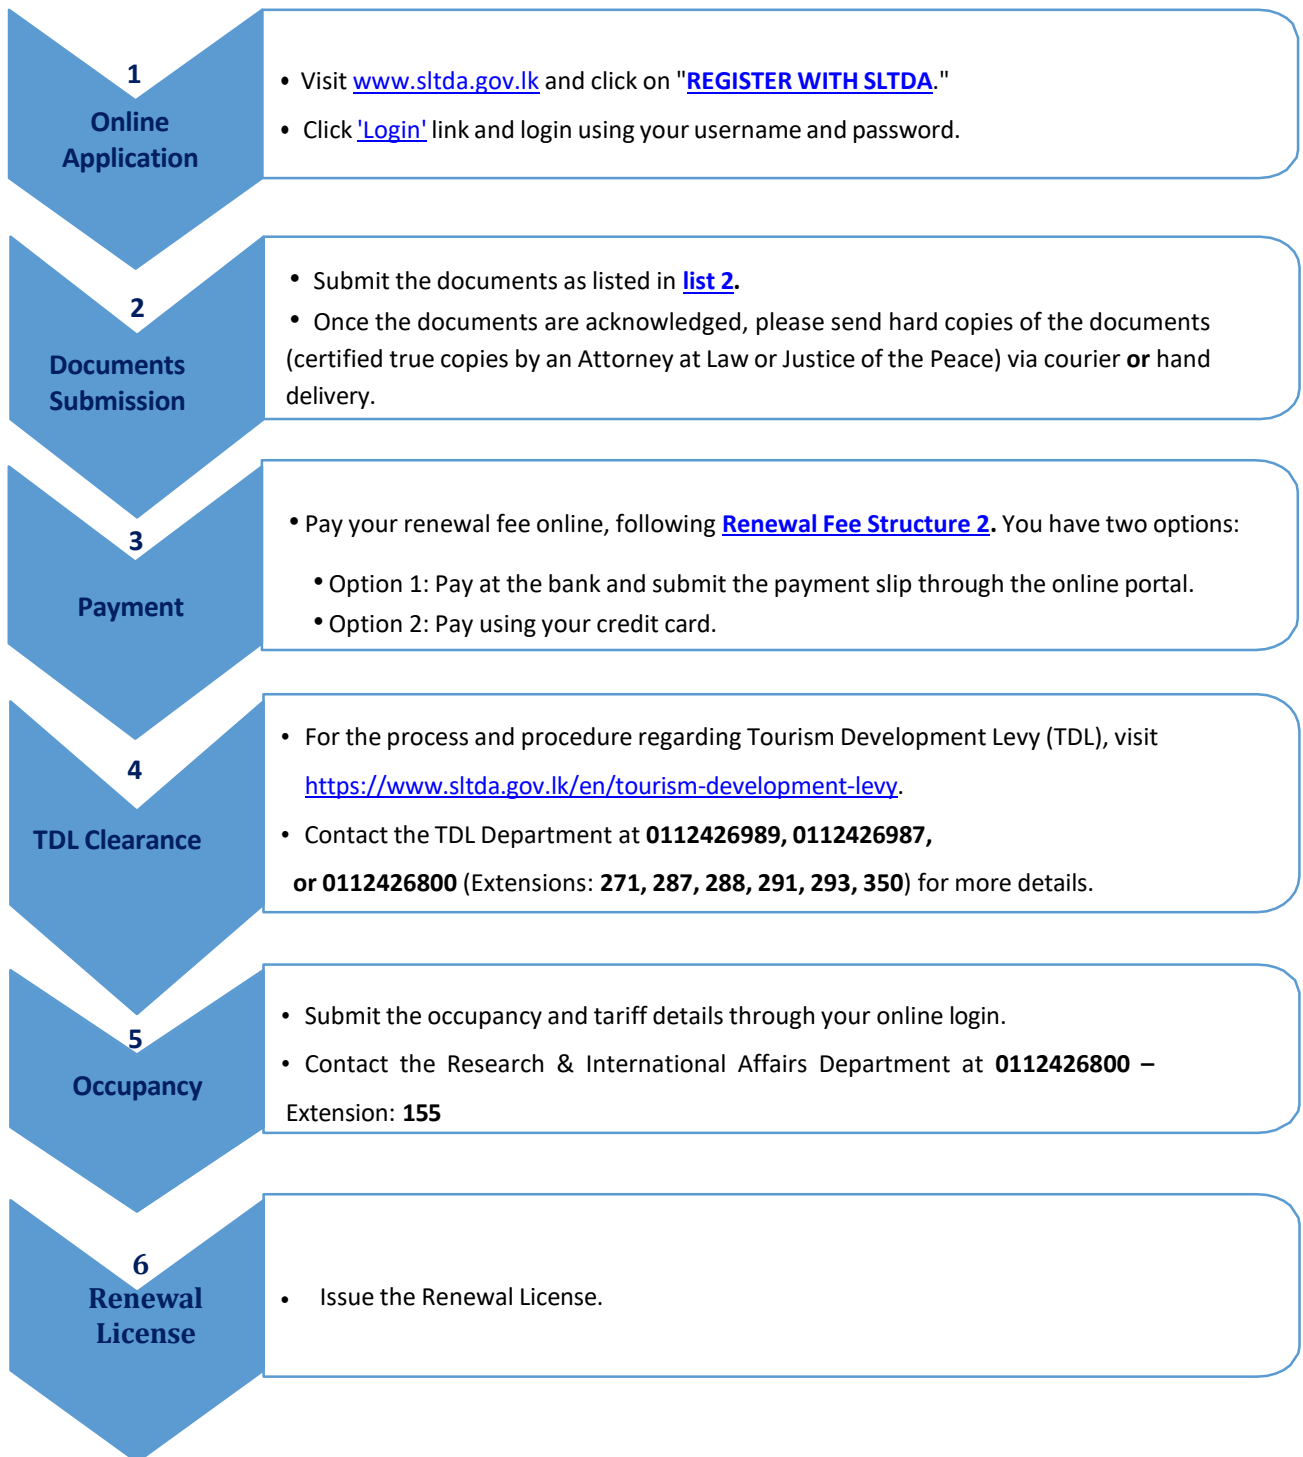 1
Online
Application
• Visit www.sltda.gov.lk and click on "REGISTER WITH SLTDA."
• Click 'Login' link and login using your username and password.
2
Documents
Submission
• Submit the documents as listed in list 2.
• Once the documents are acknowledged, please send hard copies of the documents
(certified true copies by an Attorney at Law or Justice of the Peace) via courier or hand
delivery.
3
Payment
• Pay your renewal fee online, following Renewal Fee Structure 2. You have two options:
• Option 1: Pay at the bank and submit the payment slip through the online portal.
• Option 2: Pay using your credit card.
4
TDL Clearance
• For the process and procedure regarding Tourism Development Levy (TDL), visit
https://www.sltda.gov.lk/en/tourism-development-levy.
• Contact the TDL Department at 0112426989, 0112426987,
or 0112426800 (Extensions: 271, 287, 288, 291, 293, 350) for more details.
5
Occupancy
• Submit the occupancy and tariff details through your online login.
• Contact the Research & International Affairs Department at 0112426800 –
Extension: 155
6
Renewal
License
• Issue the Renewal License.